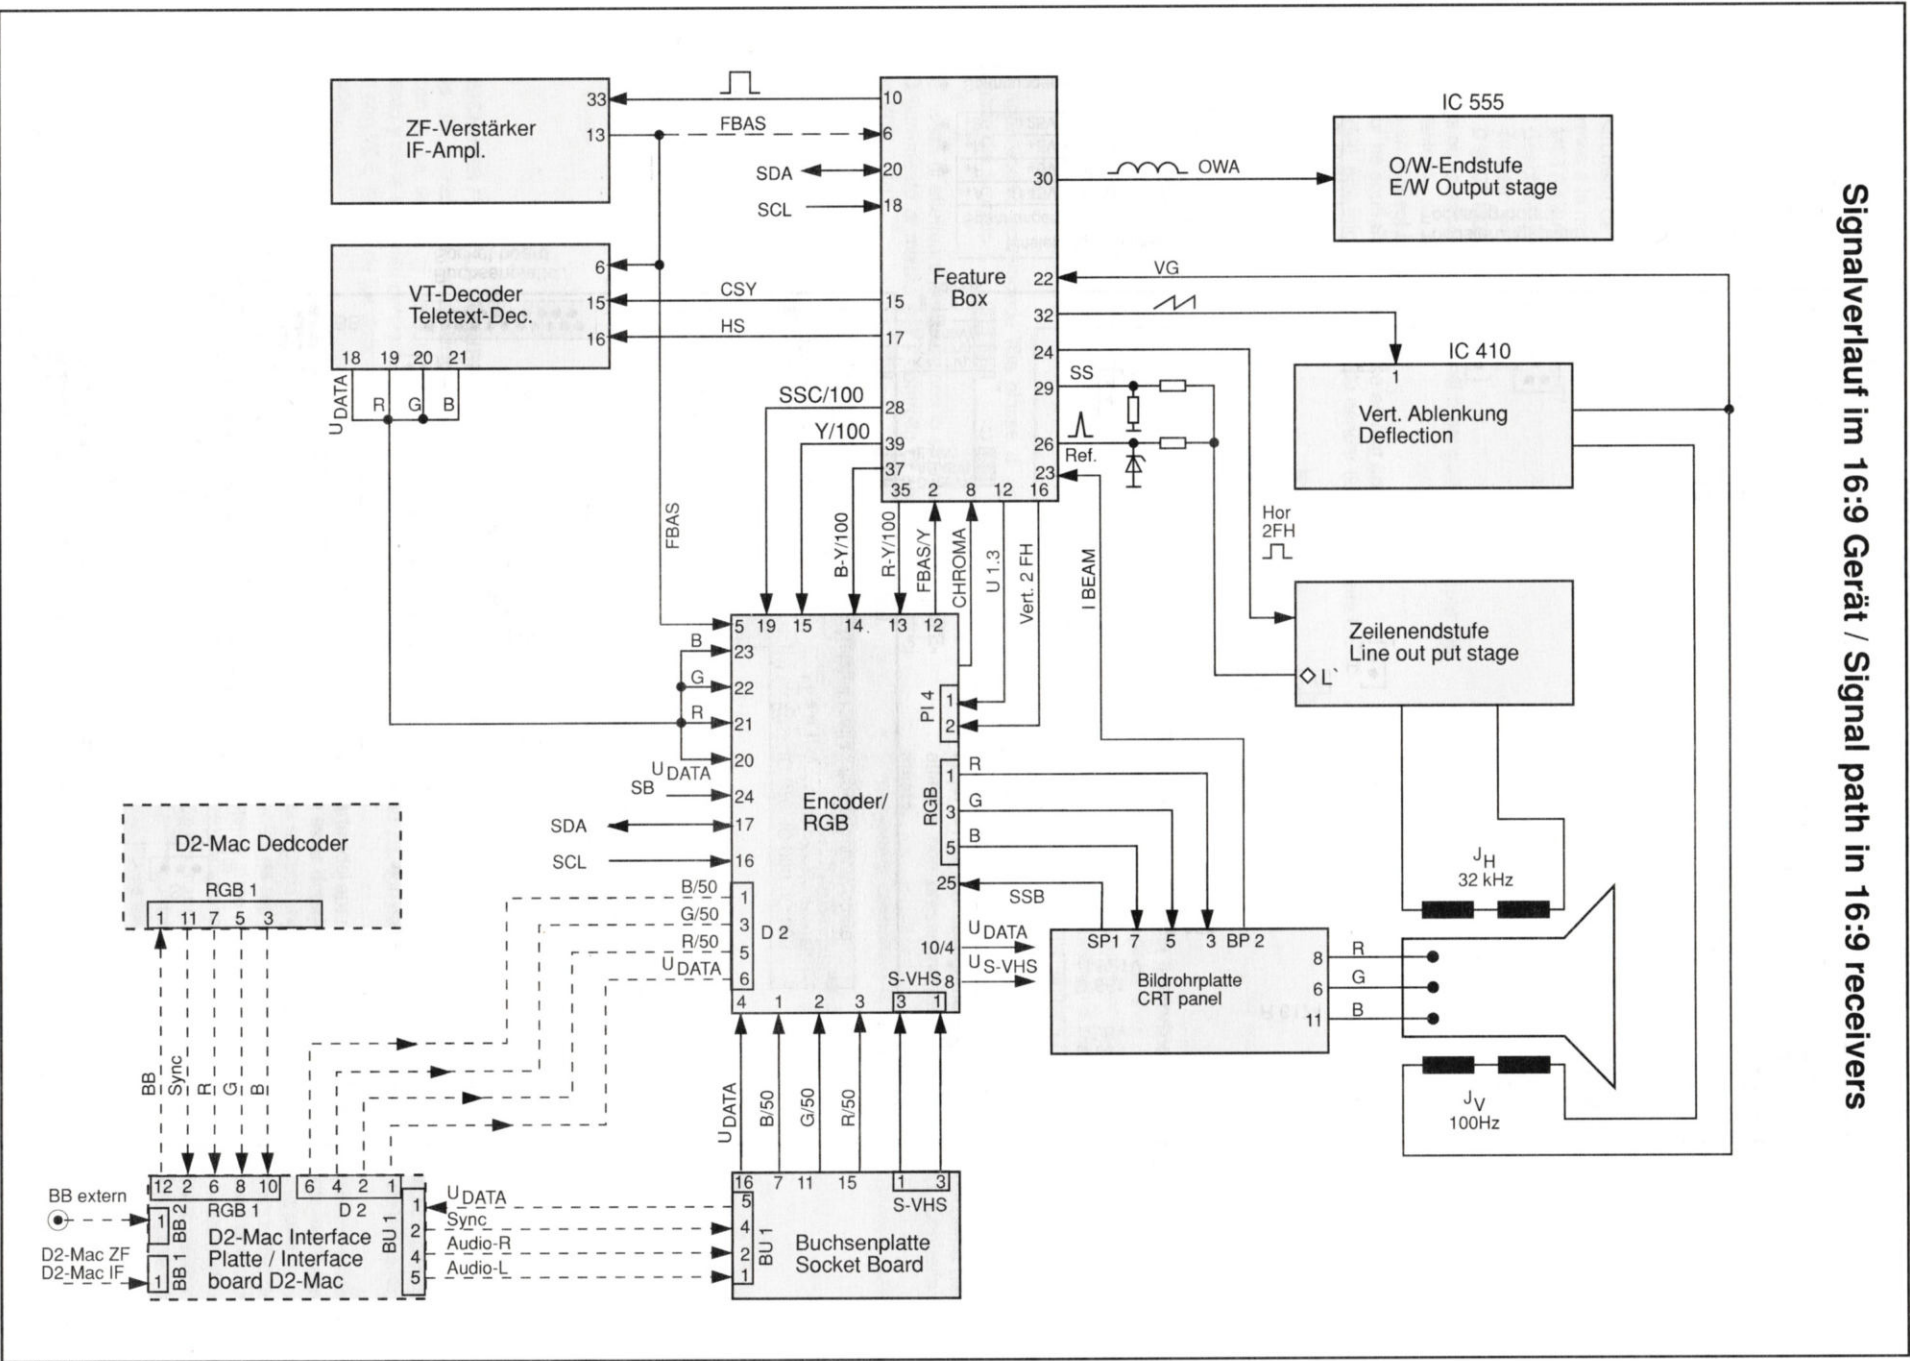 Signalverlauf im 16:9 Gerät / Signal path in 16:9 receivers
33
13
ZF-Verstärker
IF-Ampl.
FBAS
10
6
20
18
SDA
SCL
30
OWA
IC 555
O/W-Endstufe
E/W Output stage
6
15
16
VT-Decoder
Teletext-Dec.
18 19 20 21
U DATA
R G B
CSY
HS
15
17
Feature
Box
22
VG
32
24
29
SS
26
Ref.
23
SSC/100
28
Y/100
39
37
35 2 8 12 16
IC 410
1
Vert. Ablenkung
Deflection
FBAS
B-Y/100
R-Y/100
FBAS/Y
CHROMA
U 1.3
Vert. 2 FH
I BEAM
Hor
2FH
Zeilenendstufe
Line out put stage
L`
5 19 15 14 13 12
B
23
G
22
R
21
20
U DATA
SB
24
SDA
17
SCL
16
Encoder/
RGB
PI 4
1
2
RGB
1
R
3
G
5
B
25
SSB
10/4
U DATA
8
U S-VHS
B/50
1
G/50
3
R/50
5
U DATA
6
D 2
S-VHS
4 1 2 3 3 1
D2-Mac Dedcoder
RGB 1
1 11 7 5 3
BB
Sync
R
G
B
SP1 7 5 3 BP 2
Bildrohrplatte
CRT panel
8
R
6
G
11
B
J H
32 kHz
J V
100Hz
U DATA
B/50
G/50
R/50
BB extern
D2-Mac ZF
D2-Mac IF
12 2 6 8 10
RGB 1
6 4 2 1
D 2
1
BB 2
1
BB 1
D2-Mac Interface
Platte / Interface
board D2-Mac
BU 1
1
2
4
5
U DATA
Sync
Audio-R
Audio-L
16 7 11 15 1 3
S-VHS
5
4
2
1
BU 1
Buchsenplatte
Socket Board